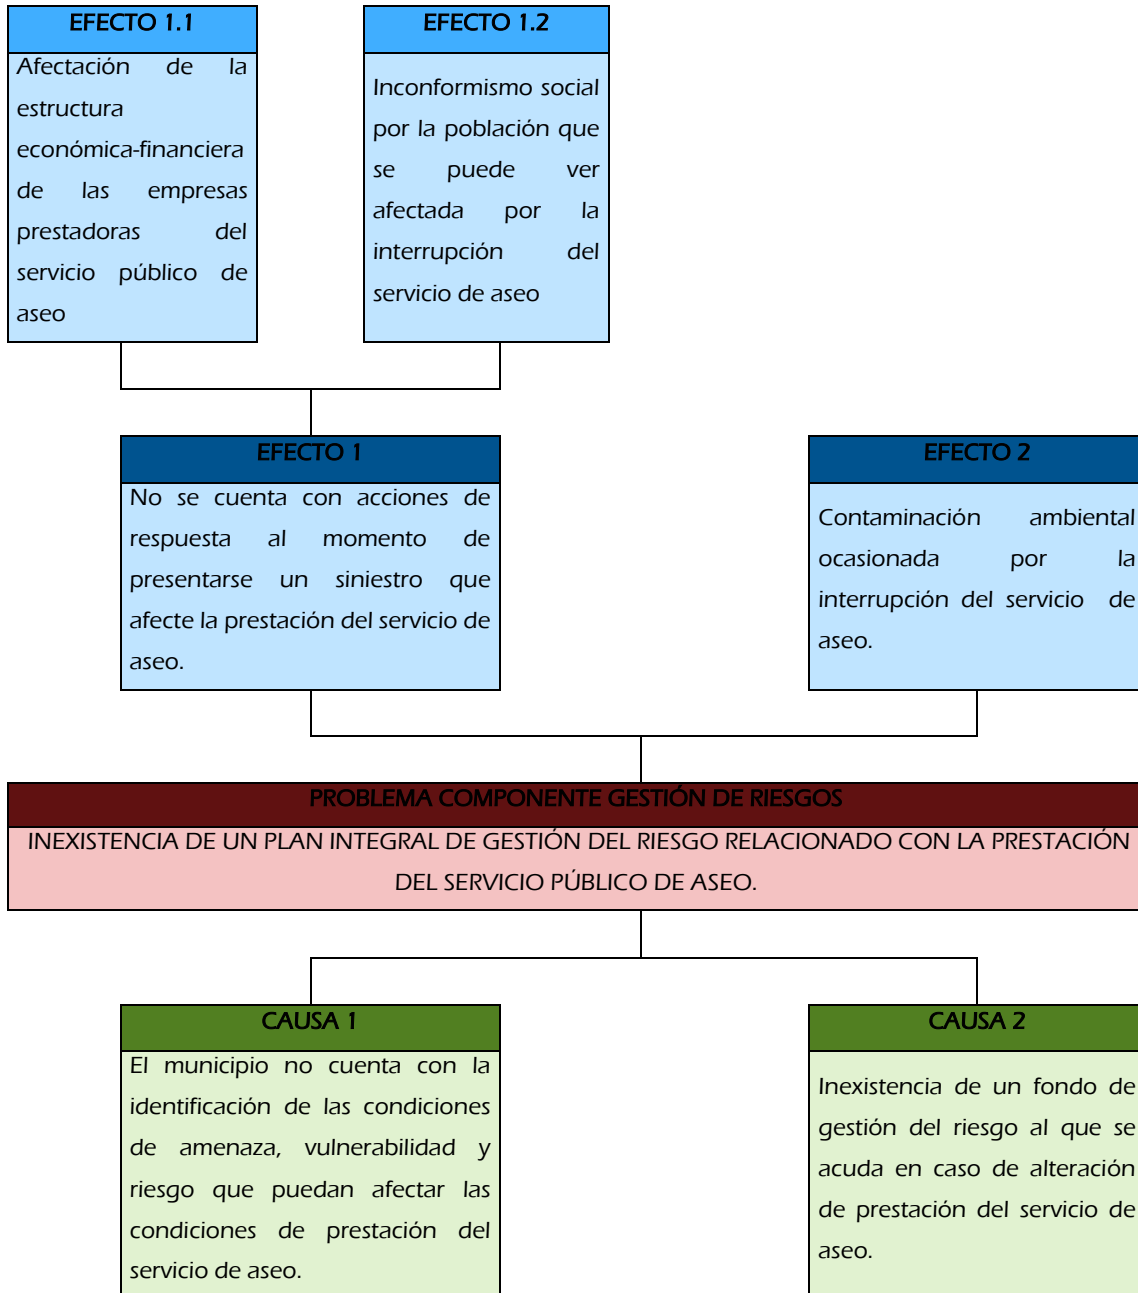 EFECTO 1.1
Afectación de la
estructura
económica-financiera
de las empresas
prestadoras del
servicio público de
aseo
EFECTO 1.2
Inconformismo social
por la población que
se puede ver
afectada por la
interrupción del
servicio de aseo
EFECTO 1
No se cuenta con acciones de
respuesta al momento de
presentarse un siniestro que
afecte la prestación del servicio de
aseo.
EFECTO 2
Contaminación ambiental
ocasionada por la
interrupción del servicio de
aseo.
PROBLEMA COMPONENTE GESTIÓN DE RIESGOS
INEXISTENCIA DE UN PLAN INTEGRAL DE GESTIÓN DEL RIESGO RELACIONADO CON LA PRESTACIÓN
DEL SERVICIO PÚBLICO DE ASEO.
CAUSA 1
El municipio no cuenta con la
identificación de las condiciones
de amenaza, vulnerabilidad y
riesgo que puedan afectar las
condiciones de prestación del
servicio de aseo.
CAUSA 2
Inexistencia de un fondo de
gestión del riesgo al que se
acuda en caso de alteración
de prestación del servicio de
aseo.